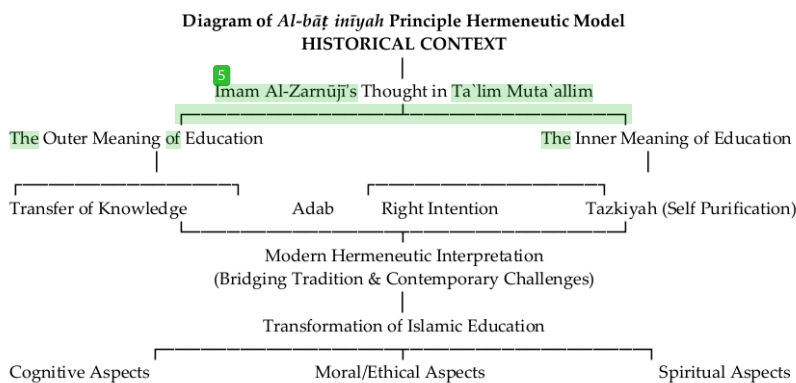 Diagram of Al-bāṭ inīyah Principle Hermeneutic Model
HISTORICAL CONTEXT
5
Imam Al-Zarnūjī's Thought in Ta`lim Muta`allim
The Outer Meaning of Education The Inner Meaning of Education
Transfer of Knowledge Adab Right Intention Tazkiyah (Self Purification)
Modern Hermeneutic Interpretation
(Bridging Tradition & Contemporary Challenges)
Transformation of Islamic Education
Cognitive Aspects Moral/Ethical Aspects Spiritual Aspects